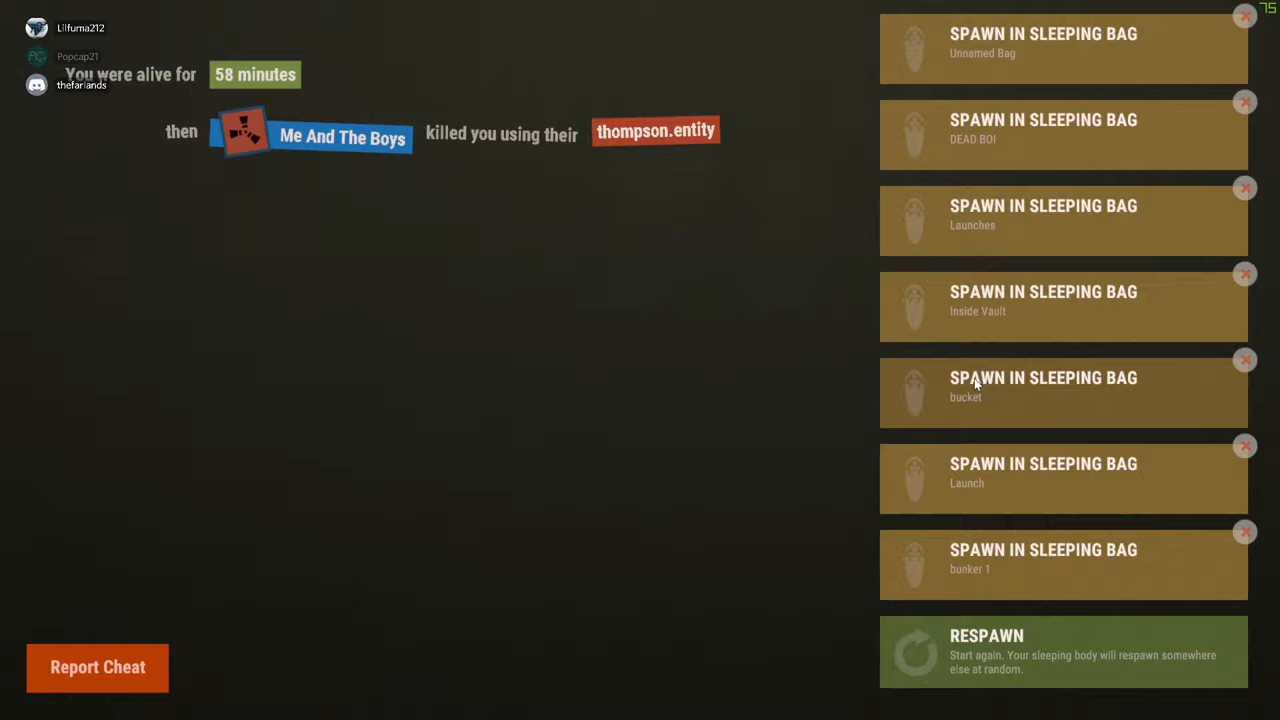 75
Lilfuma212
Popcap21
You were alive for 58 minutes
thefarlands
then Me And The Boys killed you using their thompson.entity
SPAWN IN SLEEPING BAG
Unnamed Bag
SPAWN IN SLEEPING BAG
DEAD BOI
SPAWN IN SLEEPING BAG
Launches
SPAWN IN SLEEPING BAG
Inside Vault
SPAWN IN SLEEPING BAG
bucket
SPAWN IN SLEEPING BAG
Launch
SPAWN IN SLEEPING BAG
bunker 1
RESPAWN
Start again. Your sleeping body will respawn somewhere
else at random.
Report Cheat